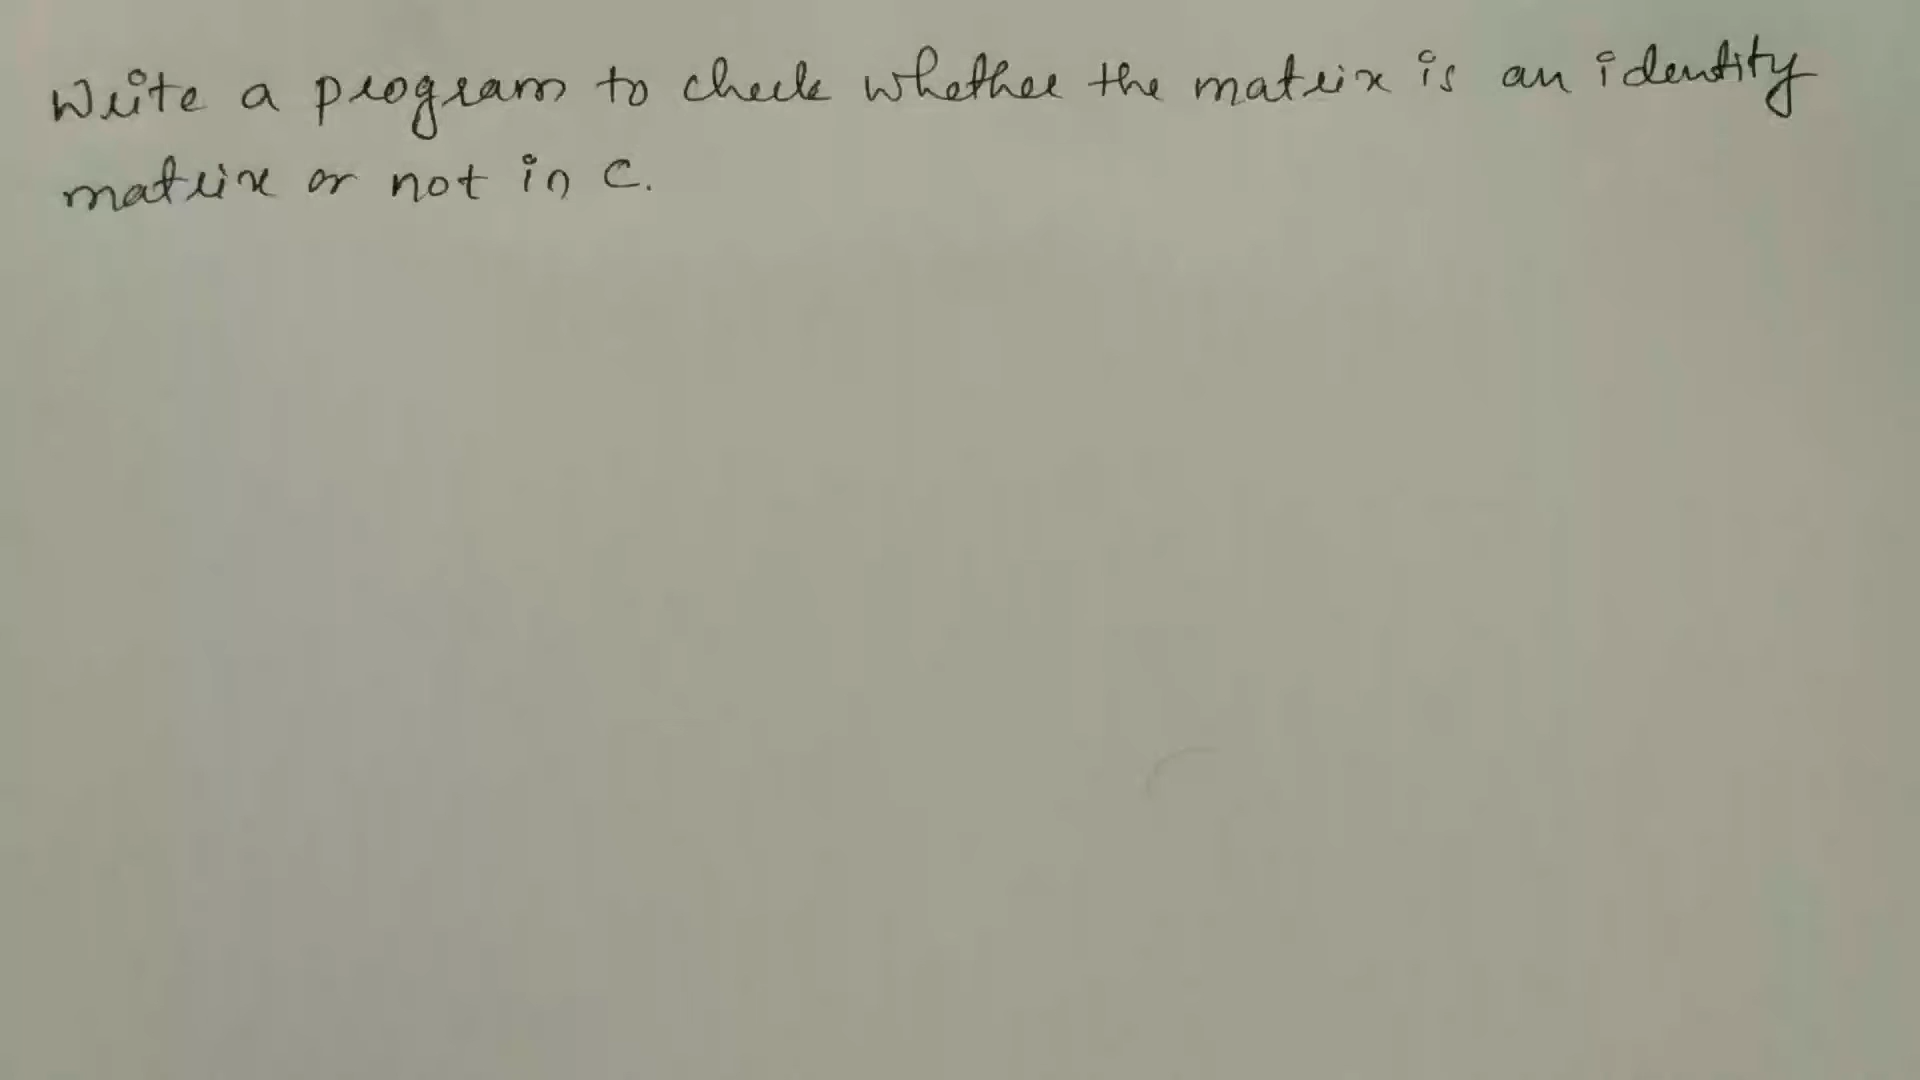 Write a program to check whether the matrix is an identity
matrix or not in C.